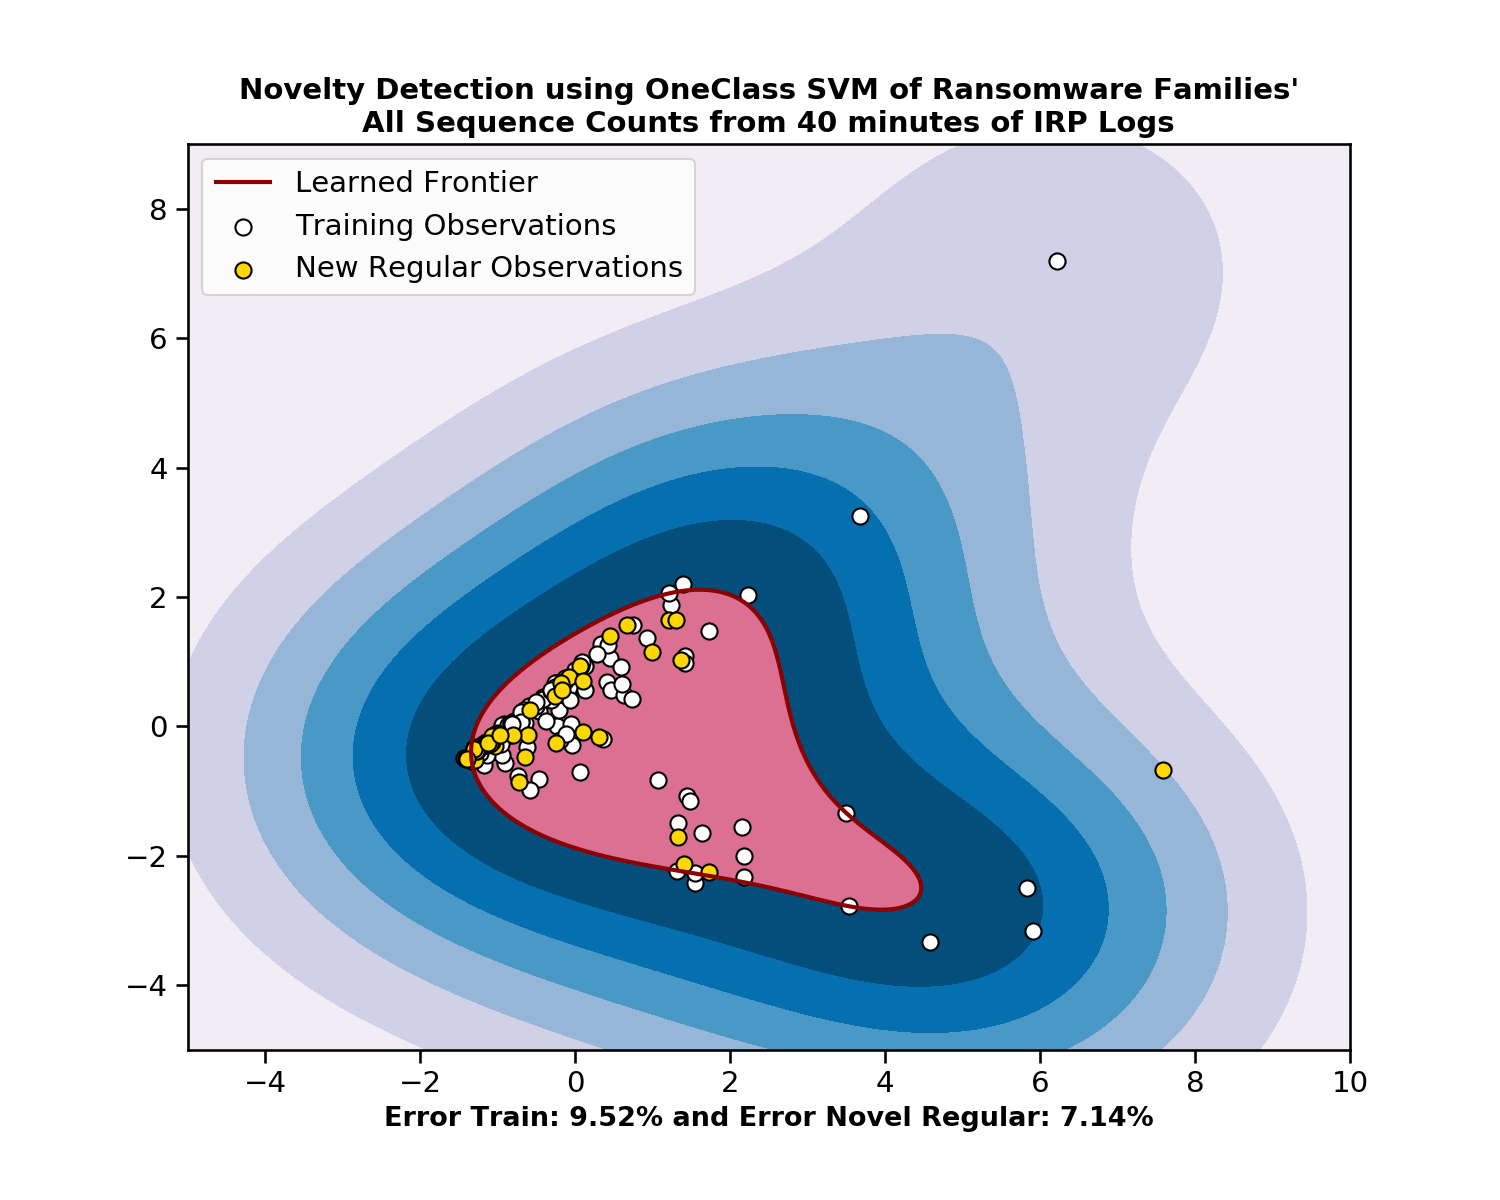 Novelty Detection using OneClass SVM of Ransomware Families'
All Sequence Counts from 40 minutes of IRP Logs
Learned Frontier
Training Observations
New Regular Observations
8
6
4
2
0
−2
−4
−4 −2 0 2 4 6 8 10
Error Train: 9.52% and Error Novel Regular: 7.14%